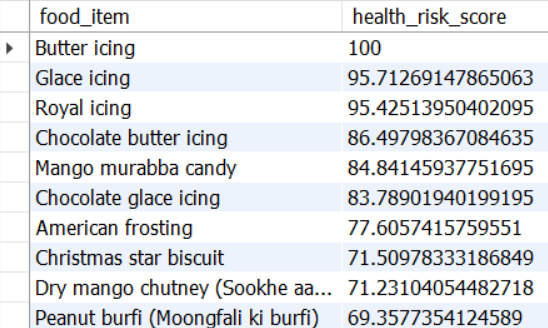 food_item health_risk_score
Butter icing 100
Glace icing 95.71269147865063
Royal icing 95.42513950402095
Chocolate butter icing 86.49798367084635
Mango murabba candy 84.84145937751695
Chocolate glace icing 83.78901940199195
American frosting 77.6057415759551
Christmas star biscuit 71.50978333186849
Dry mango chutney (Sookhe aa... 71.23104054482718
Peanut burfi (Moongfali ki burfi) 69.3577354124589